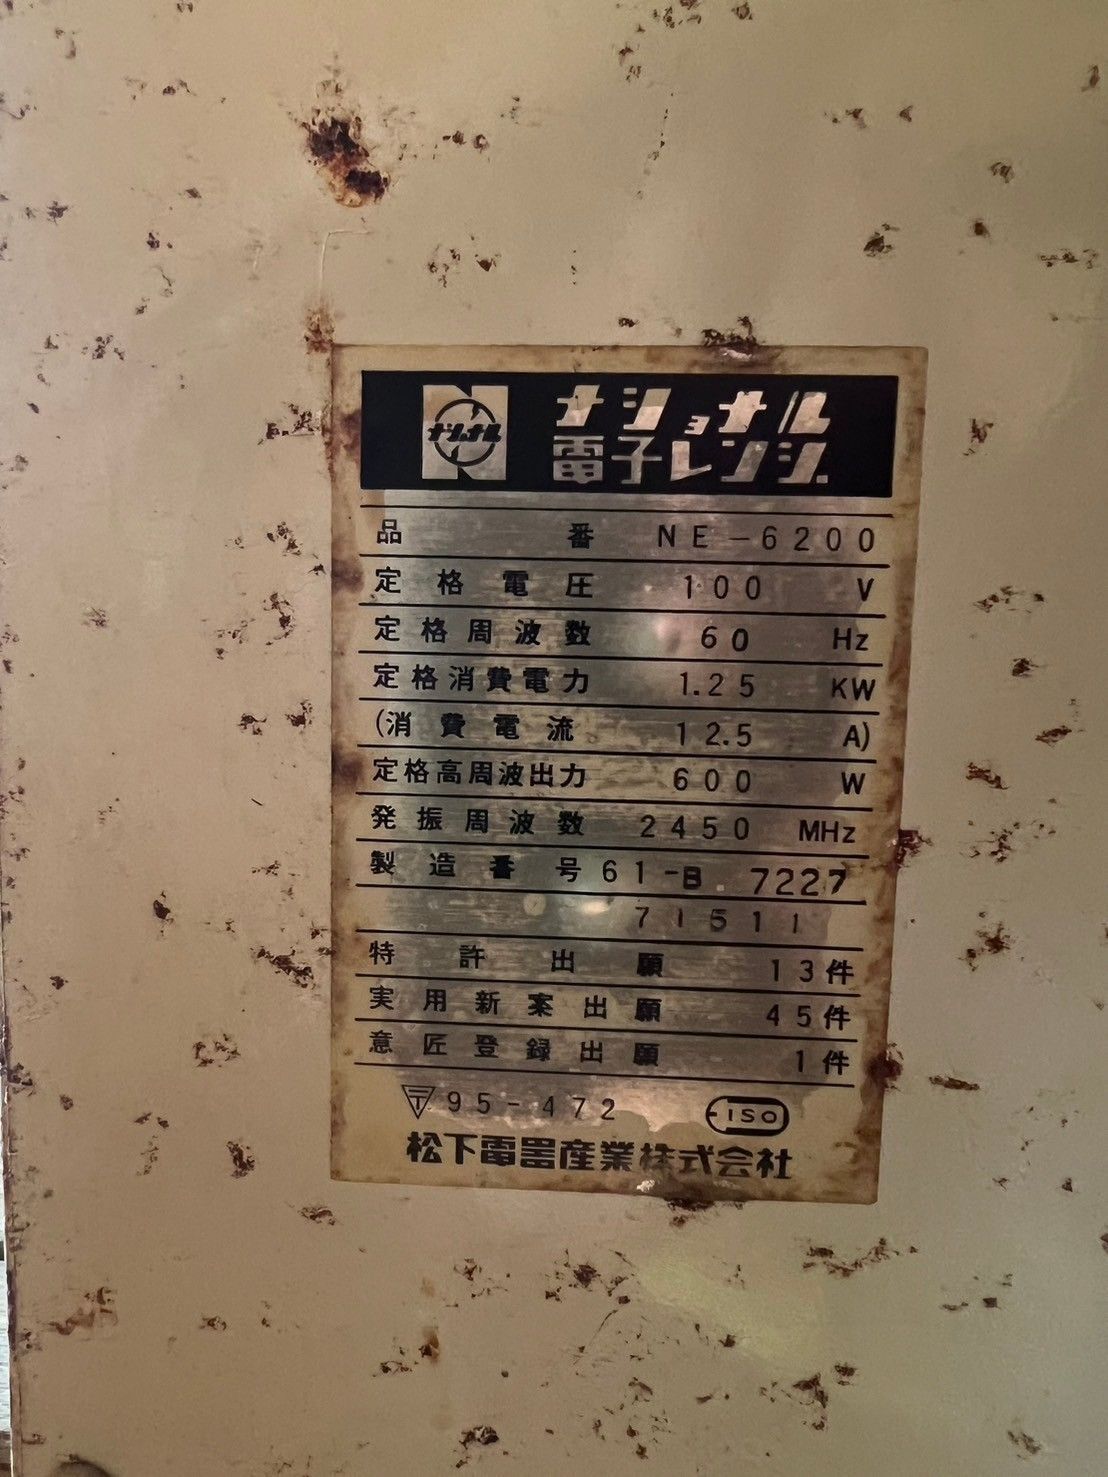 N ナショナル
ナショナル
電子レンジ
品番 NE-6200
定格電圧 100 V
定格周波数 60 Hz
定格消費電力 1.25 KW
(消費電流 12.5 A)
定格高周波出力 600 W
発振周波数 2450 MHz
製造番号 61-B 7227
71511
特許出願 13件
実用新案出願 45件
意匠登録出願 1件
〒95-472 ISO
松下電器産業株式会社